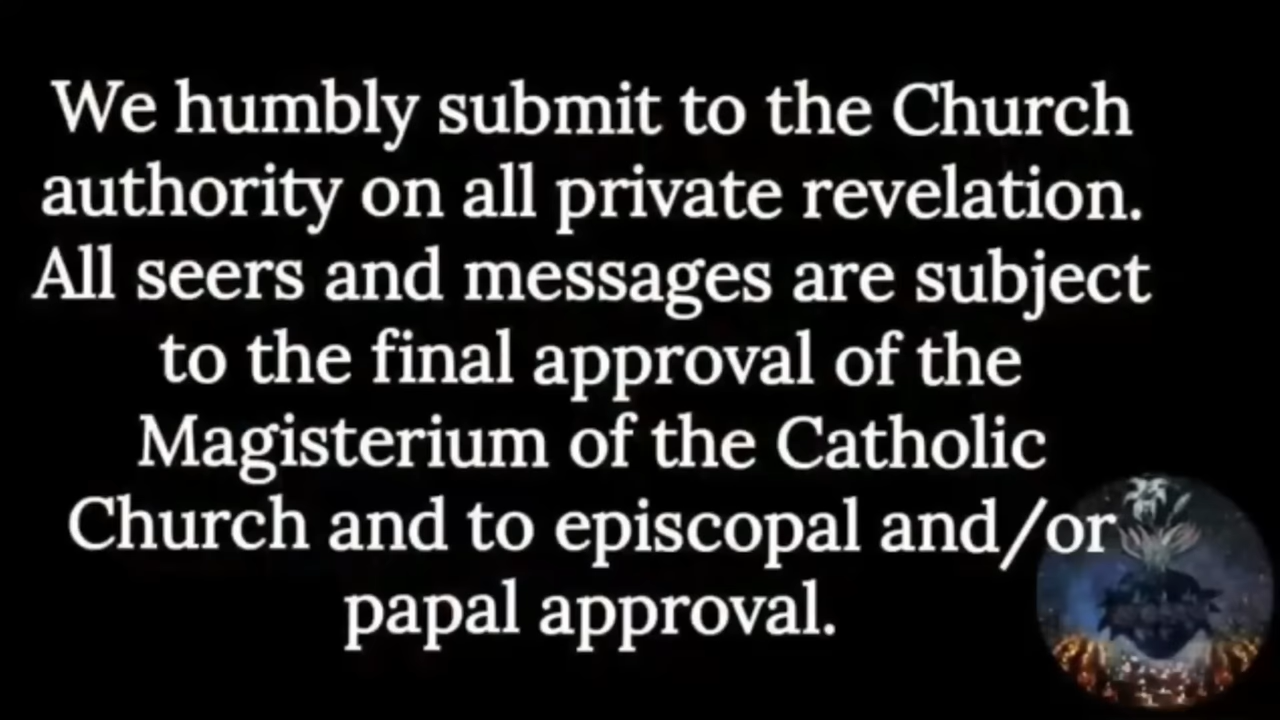 We humbly submit to the Church
authority on all private revelation.
All seers and messages are subject
to the final approval of the
Magisterium of the Catholic
Church and to episcopal and/or
papal approval.